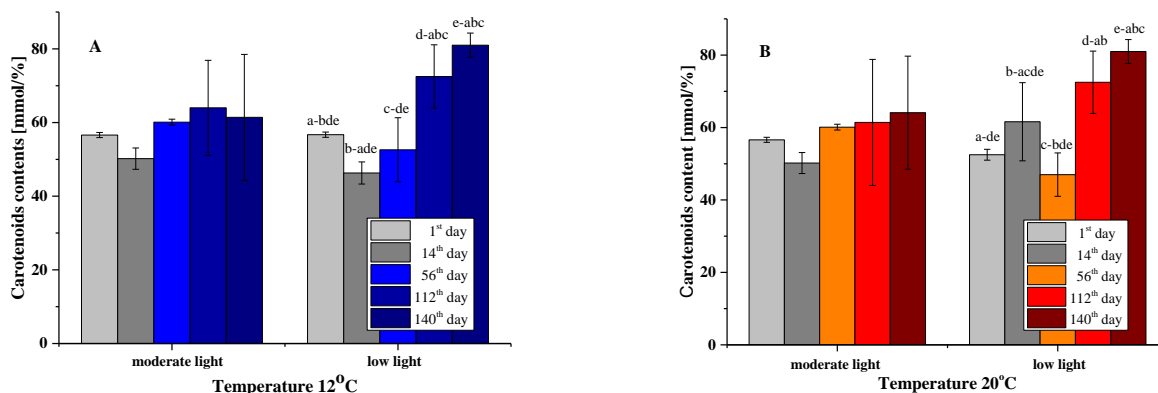 A
Carotenoids contents [mmol/%]
80
60
40
20
0
a-bde
b-ade
c-de
d-abc
e-abc
1st day
14th day
56th day
112th day
140th day
moderate light
low light
Temperature 12°C
B
Carotenoids content [mmol/%]
80
60
40
20
0
a-de
b-acde
c-bde
d-ab
e-abc
1st day
14th day
56th day
112th day
140th day
moderate light
low light
Temperature 20°C